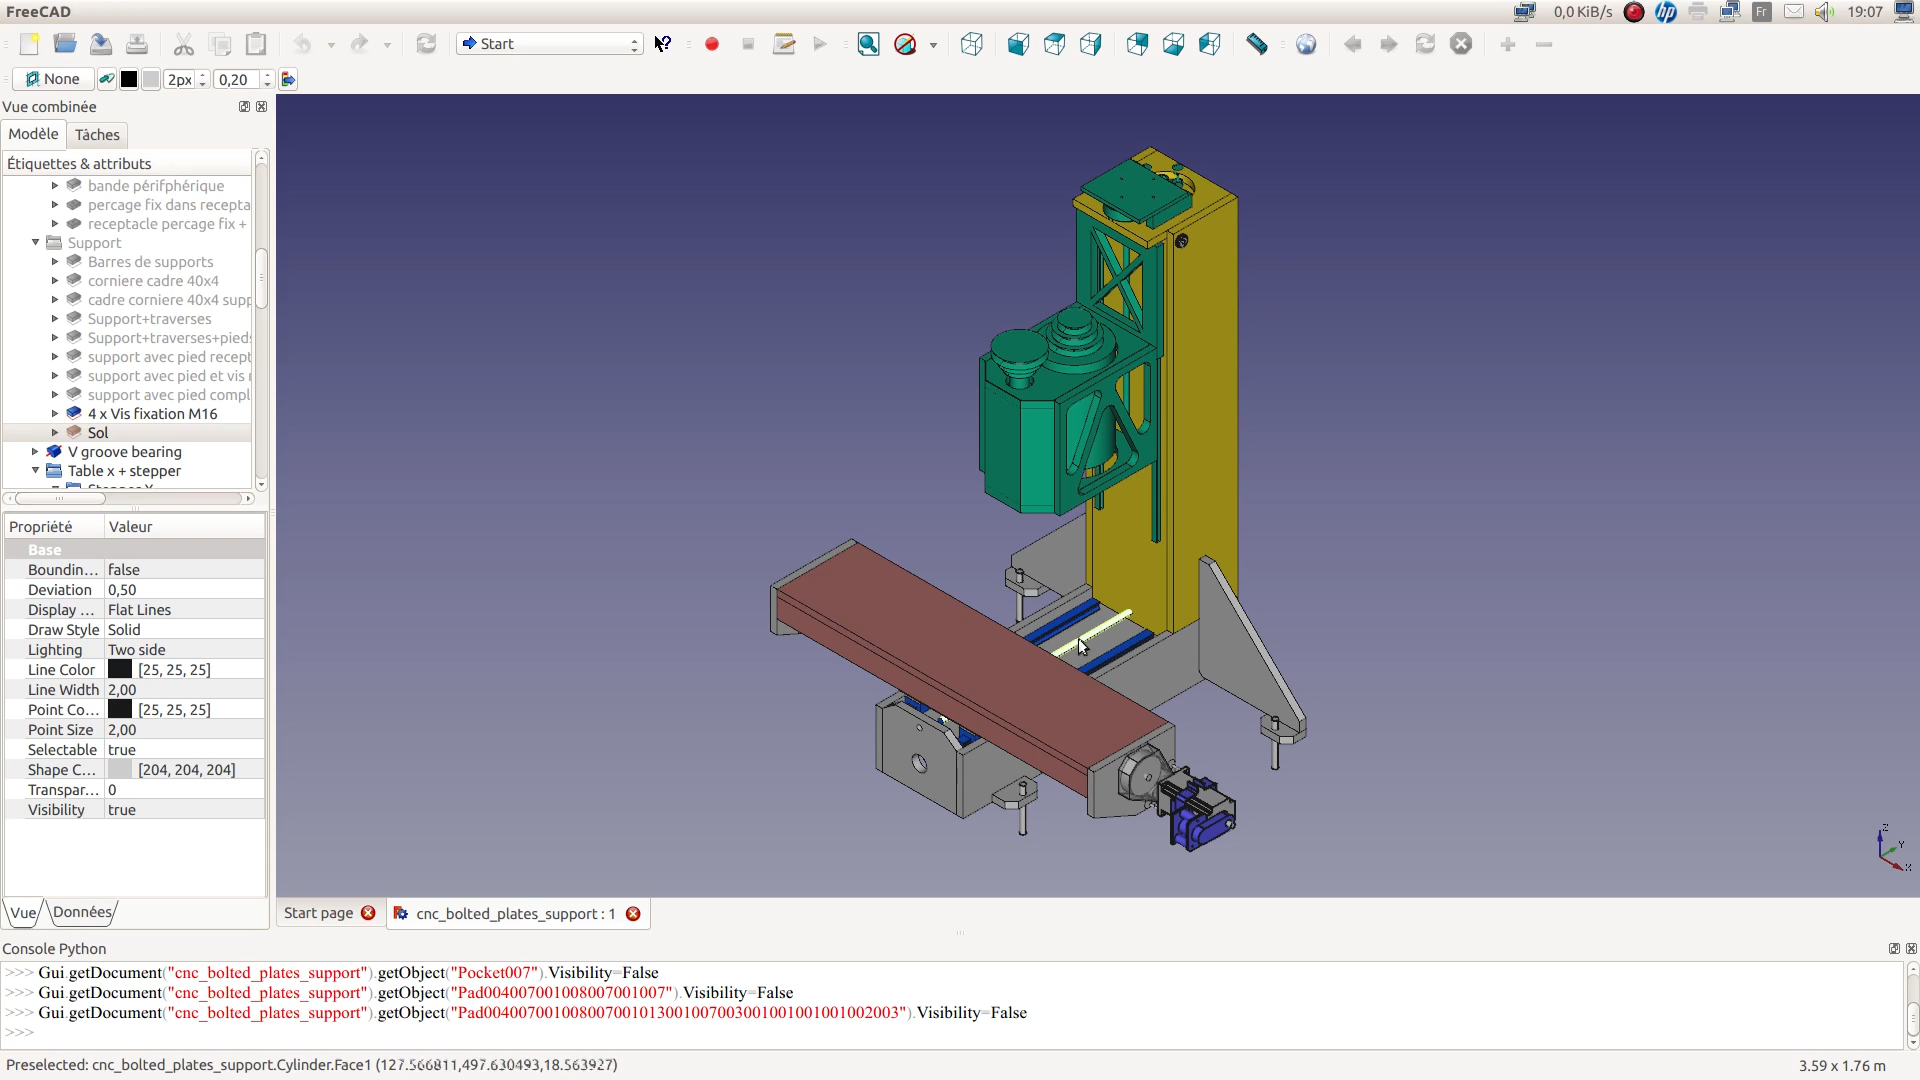 FreeCAD
0,0 KiB/s
hp
Fr
19:07
Start
None
2px
0,20
Vue combinée
Modèle
Tâches
Étiquettes & attributs
bande périfphérique
percage fix dans recepta
receptacle percage fix +
Support
Barres de supports
corniere cadre 40x4
cadre corniere 40x4 supp
Support+traverses
Support+traverses+pieds
support avec pied recept
support avec pied et vis
support avec pied compl
4 x Vis fixation M16
Sol
V groove bearing
Table x + stepper
Propriété Valeur
Base
Boundin... false
Deviation 0,50
Display ... Flat Lines
Draw Style Solid
Lighting Two side
Line Color [25, 25, 25]
Line Width 2,00
Point Co... [25, 25, 25]
Point Size 2,00
Selectable true
Shape C... [204, 204, 204]
Transpar... 0
Visibility true
Vue
Données
Z
Y
X
Start page
cnc_bolted_plates_support : 1
Console Python
>>> Gui.getDocument("cnc_bolted_plates_support").getObject("Pocket007").Visibility=False
>>> Gui.getDocument("cnc_bolted_plates_support").getObject("Pad004007001008007001007").Visibility=False
>>> Gui.getDocument("cnc_bolted_plates_support").getObject("Pad004007001008007001013001007003001001001001002003").Visibility=False
>>>
Preselected: cnc_bolted_plates_support.Cylinder.Face1 (127.566811,497.630493,18.563927)
3.59 x 1.76 m